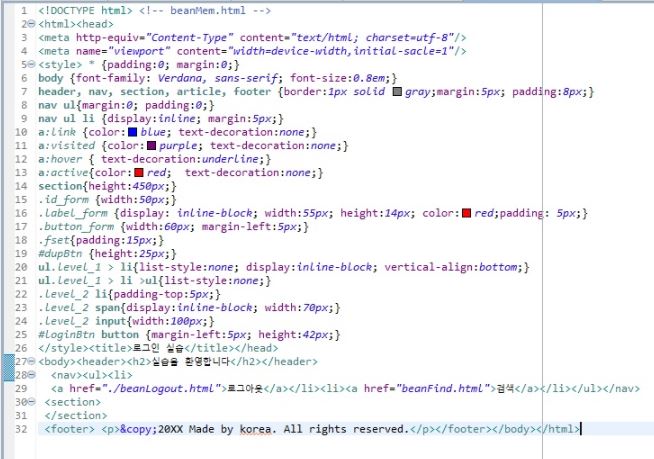 1 <!DOCTYPE html> <!-- beanMem.html -->
2 <html><head>
3 <meta http-equiv="Content-Type" content="text/html; charset=utf-8"/>
4 <meta name="viewport" content="width=device-width,initial-sacle=1"/>
5 <style> * {padding:0; margin:0;}
6 body {font-family: Verdana, sans-serif; font-size:0.8em;}
7 header, nav, section, article, footer {border:1px solid gray;margin:5px; padding:8px;}
8 nav ul{margin:0; padding:0;}
9 nav ul li {display:inline; margin:5px;}
10 a:link {color: blue; text-decoration:none;}
11 a:visited {color: purple; text-decoration:none;}
12 a:hover { text-decoration:underline;}
13 a:active{color: red;  text-decoration:none;}
14 section{height:450px;}
15 .id_form {width:50px;}
16 .label_form {display: inline-block; width:55px; height:14px; color: red;padding: 5px;}
17 .button_form {width:60px; margin-left:5px;}
18 .fset{padding:15px;}
19 #dupBtn {height:25px;}
20 ul.level_1 > li{list-style:none; display:inline-block; vertical-align:bottom;}
21 ul.level_1 > li >ul{list-style:none;}
22 .level_2 li{padding-top:5px;}
23 .level_2 span{display:inline-block; width:70px;}
24 .level_2 input{width:100px;}
25 #loginBtn button {margin-left:5px; height:42px;}
26 </style><title>로그인 실습</title></head>
27 <body><header><h2>실습을 환영합니다</h2></header>
28 <nav><ul><li>
29 <a href="./beanLogout.html">로그아웃</a></li><li><a href="beanFind.html">검색</a></li></ul></nav>
30 <section>
31 </section>
32 <footer> <p>&copy;20XX Made by korea. All rights reserved.</p></footer></body></html>